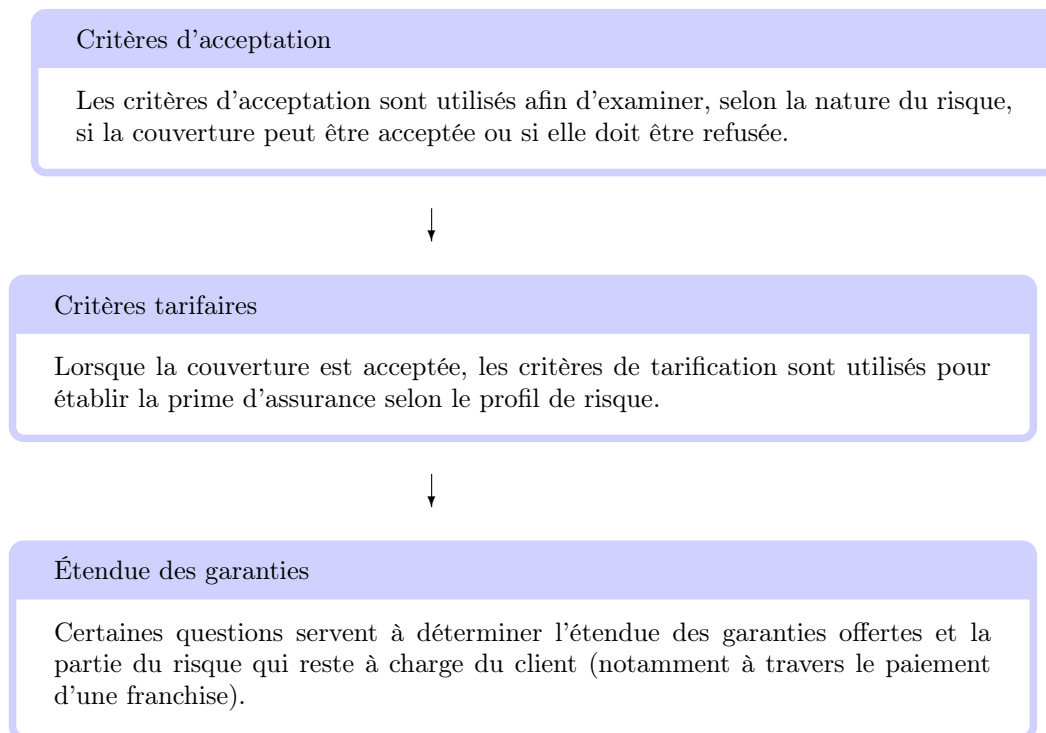 Critères d'acceptation
Les critères d'acceptation sont utilisés afin d'examiner, selon la nature du risque,
si la couverture peut être acceptée ou si elle doit être refusée.
Critères tarifaires
Lorsque la couverture est acceptée, les critères de tarification sont utilisés pour
établir la prime d'assurance selon le profil de risque.
Étendue des garanties
Certaines questions servent à déterminer l'étendue des garanties offertes et la
partie du risque qui reste à charge du client (notamment à travers le paiement
d'une franchise).